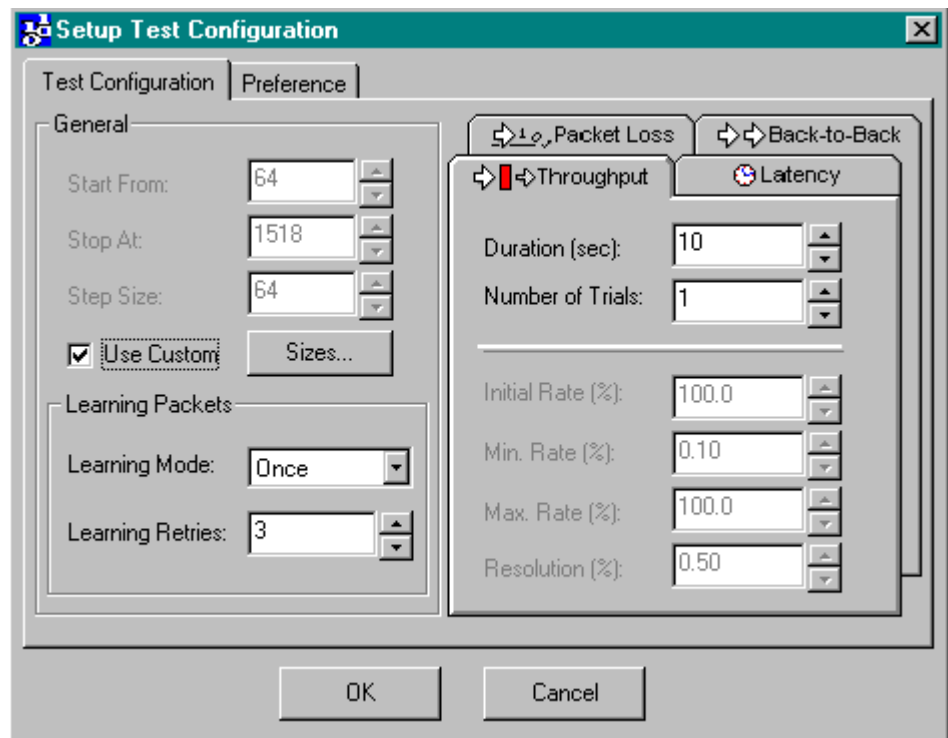 Setup Test Configuration
Test Configuration Preference
General
Start From: 64
Stop At: 1518
Step Size: 64
Use Custom Sizes...
Learning Packets
Learning Mode: Once
Learning Retries: 3
Packet Loss Back-to-Back
Throughput Latency
Duration (sec): 10
Number of Trials: 1
Initial Rate (%): 100.0
Min. Rate (%): 0.10
Max. Rate (%): 100.0
Resolution (%): 0.50
OK Cancel